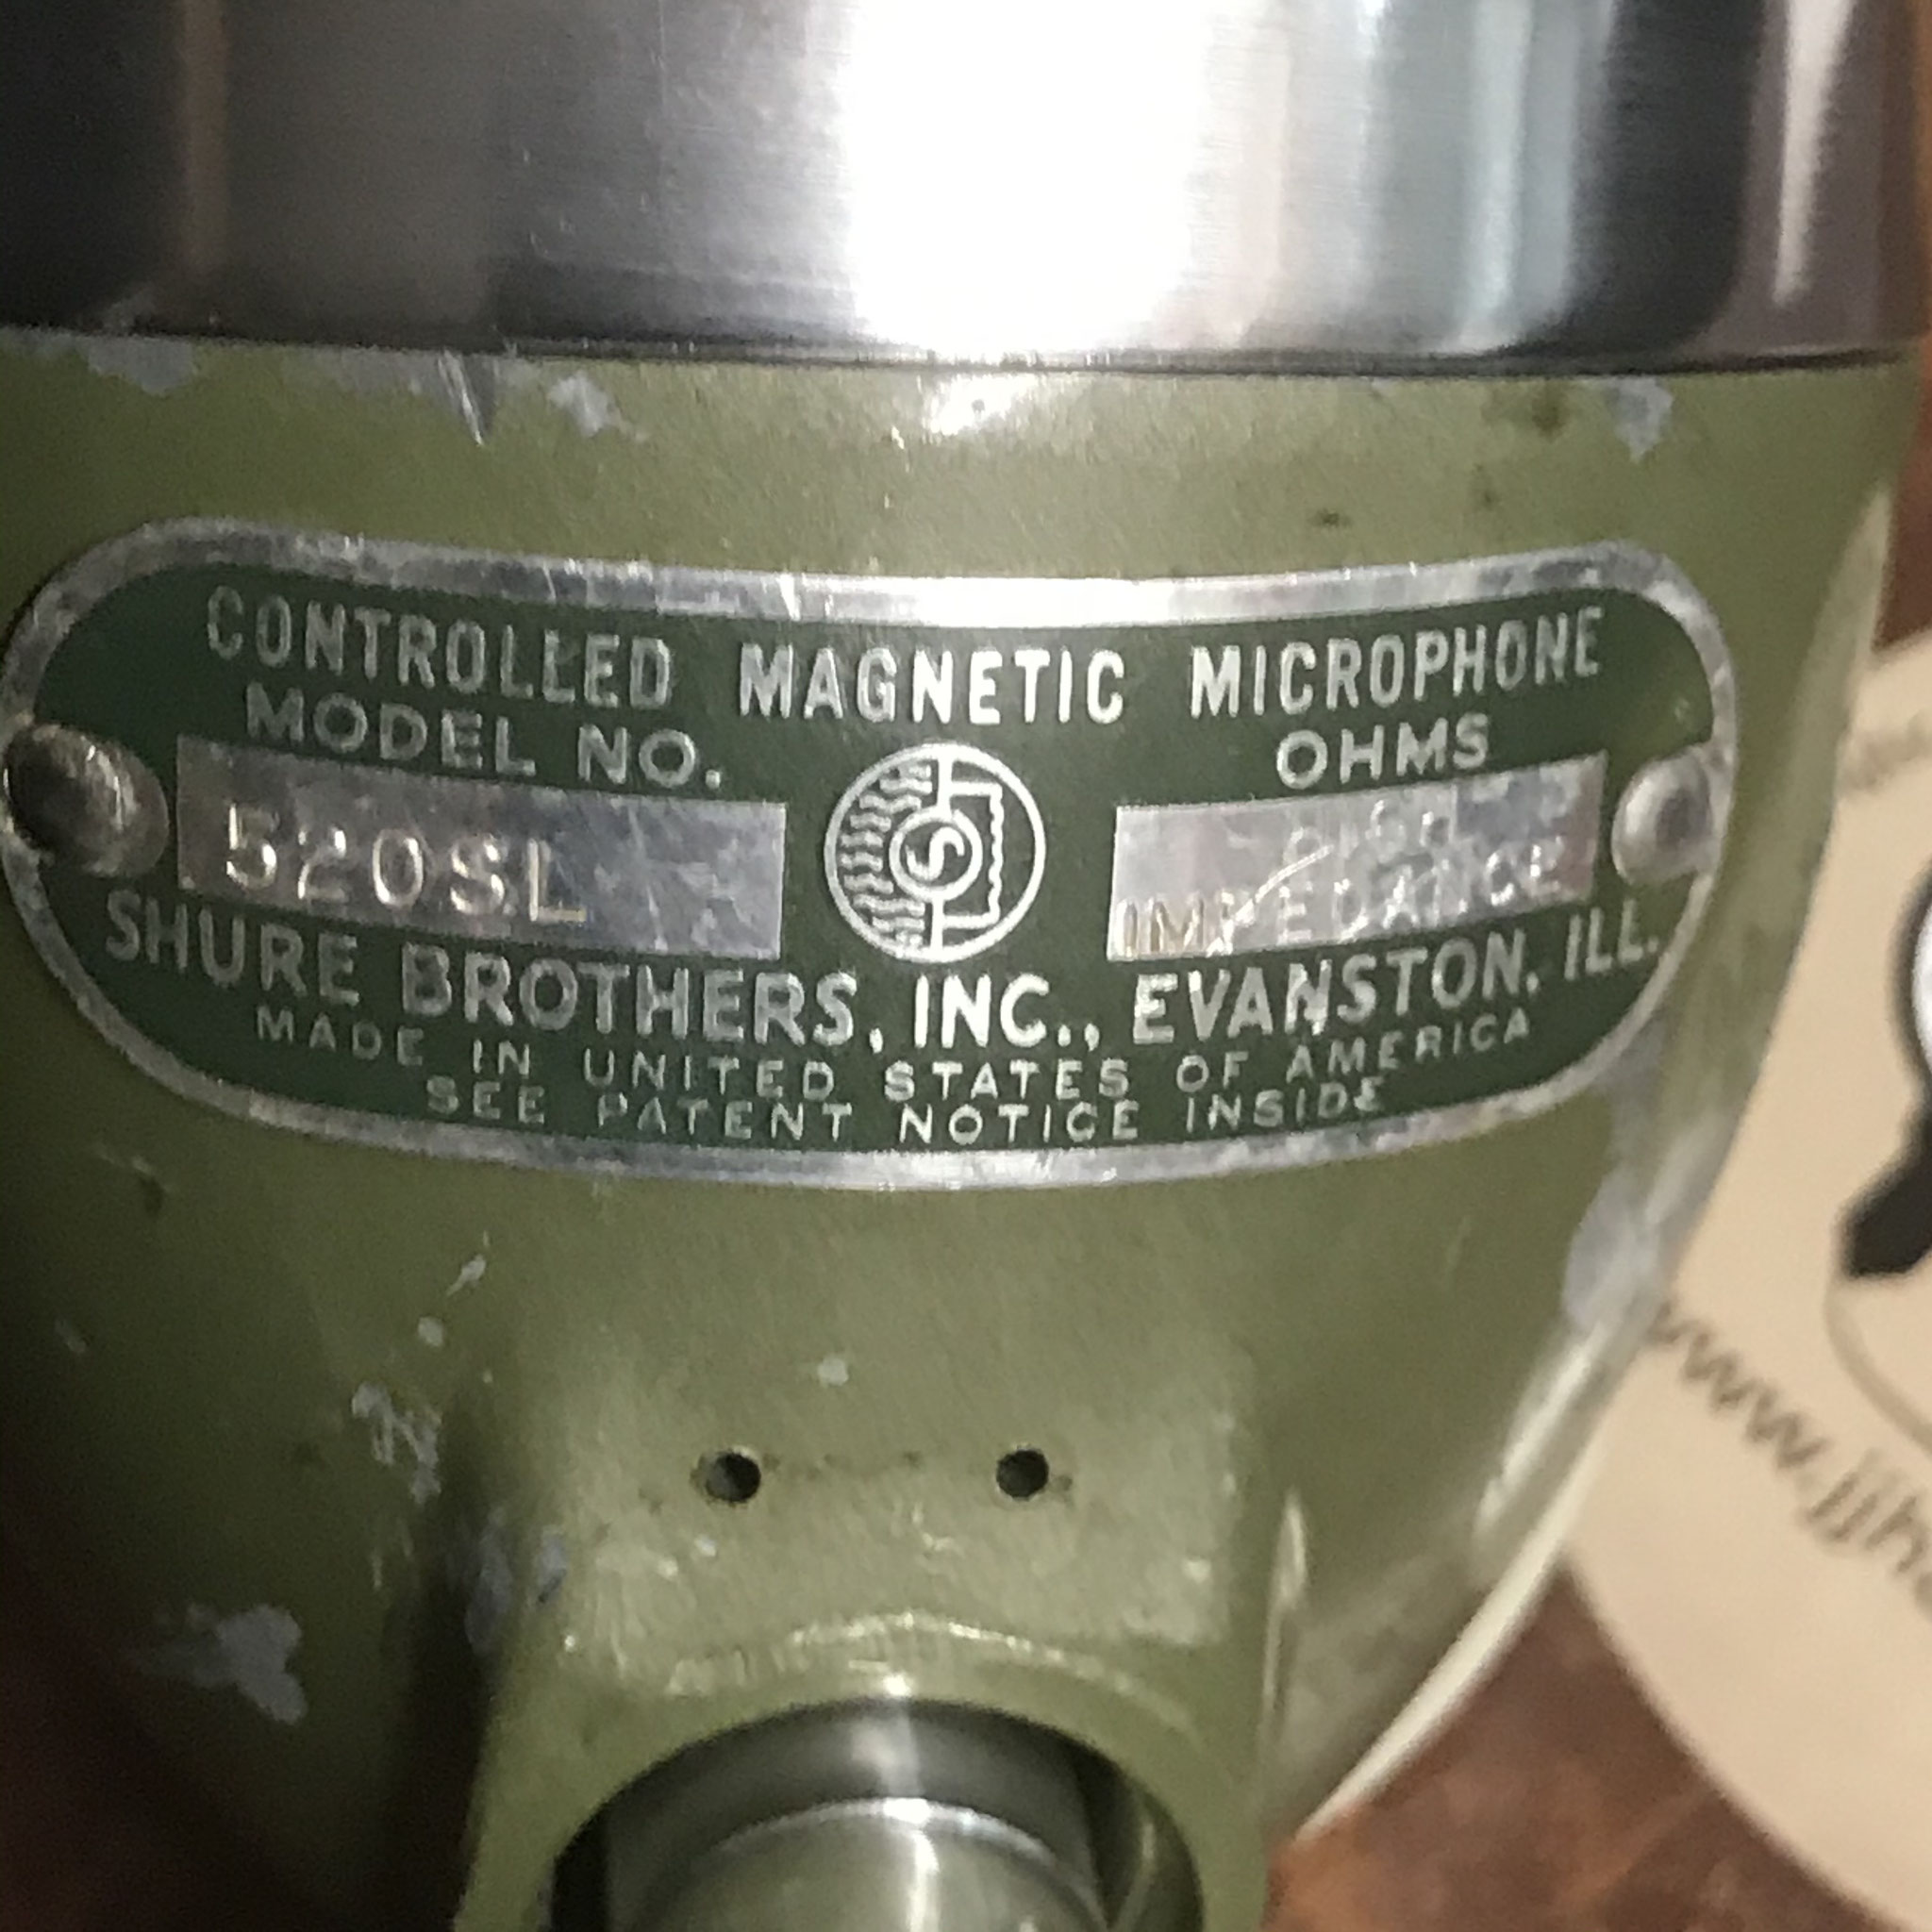 CONTROLLED MAGNETIC MICROPHONE
MODEL NO.
OHMS
520SL
S
HIGH
IMPEDANCE
SHURE BROTHERS, INC., EVANSTON, ILL.
MADE IN UNITED STATES OF AMERICA
SEE PATENT NOTICE INSIDE